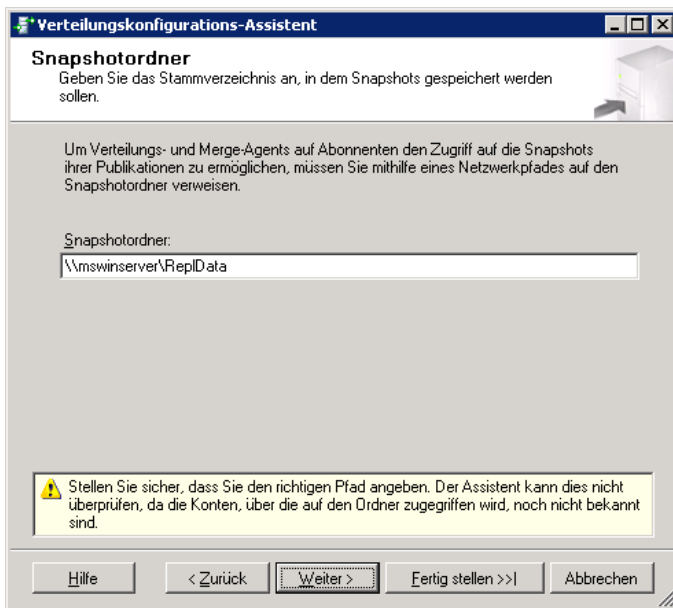 Verteilungskonfigurations-Assistent
Snapshotordner
Geben Sie das Stammverzeichnis an, in dem Snapshots gespeichert werden
sollen.
Um Verteilungs- und Merge-Agents auf Abonnenten den Zugriff auf die Snapshots
ihrer Publikationen zu ermöglichen, müssen Sie mithilfe eines Netzwerkpfades auf den
Snapshotordner verweisen.
Snapshotordner:
\\mswinserver\ReplData
Stellen Sie sicher, dass Sie den richtigen Pfad angeben. Der Assistent kann dies nicht
überprüfen, da die Konten, über die auf den Ordner zugegriffen wird, noch nicht bekannt
sind.
Hilfe
< Zurück
Weiter >
Fertig stellen >>|
Abbrechen